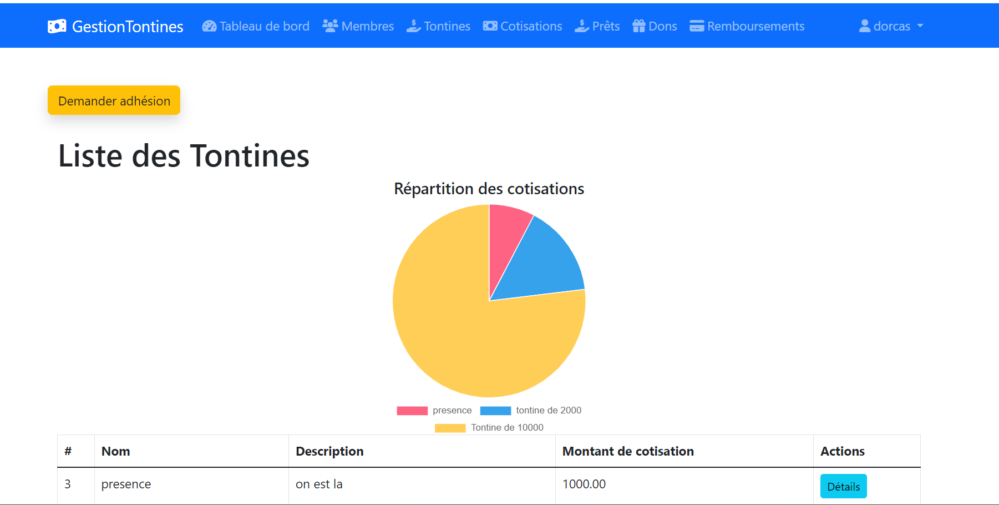 GestionTontines Tableau de bord Membres Tontines Cotisations Prêts Dons Remboursements dorcas
Demander adhésion
Liste des Tontines
Répartition des cotisations
presence tontine de 2000
Tontine de 10000
# Nom Description Montant de cotisation Actions
3 presence on est la 1000.00 Détails